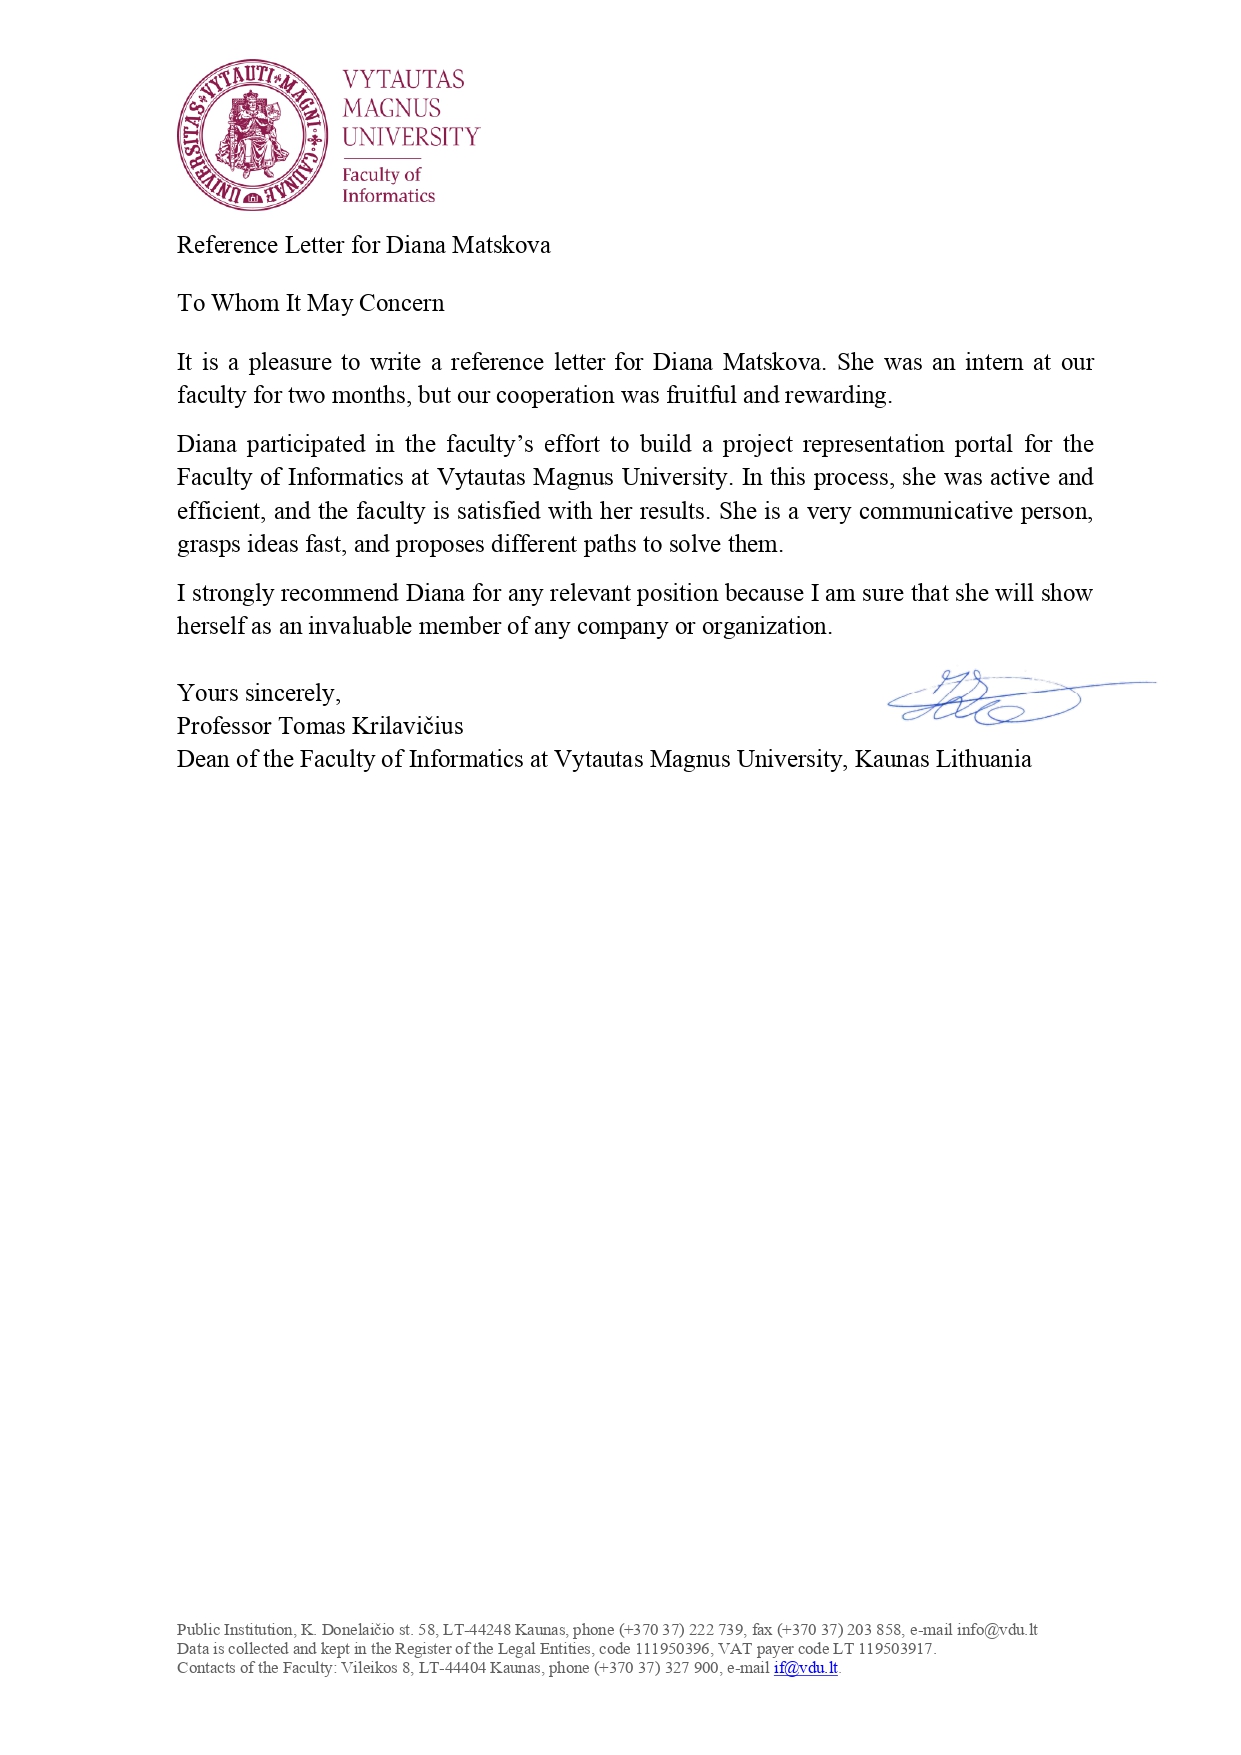 UNIVERSITAS VYTAUTI MAGNI CAUNAE
VYTAUTAS
MAGNUS
UNIVERSITY
Faculty of
Informatics
Reference Letter for Diana Matskova
To Whom It May Concern
It is a pleasure to write a reference letter for Diana Matskova. She was an intern at our
faculty for two months, but our cooperation was fruitful and rewarding.
Diana participated in the faculty’s effort to build a project representation portal for the
Faculty of Informatics at Vytautas Magnus University. In this process, she was active and
efficient, and the faculty is satisfied with her results. She is a very communicative person,
grasps ideas fast, and proposes different paths to solve them.
I strongly recommend Diana for any relevant position because I am sure that she will show
herself as an invaluable member of any company or organization.
Yours sincerely,
Professor Tomas Krilavičius
Dean of the Faculty of Informatics at Vytautas Magnus University, Kaunas Lithuania
Public Institution, K. Donelaičio st. 58, LT-44248 Kaunas, phone (+370 37) 222 739, fax (+370 37) 203 858, e-mail info@vdu.lt
Data is collected and kept in the Register of the Legal Entities, code 111950396, VAT payer code LT 119503917.
Contacts of the Faculty: Vileikos 8, LT-44404 Kaunas, phone (+370 37) 327 900, e-mail if@vdu.lt.